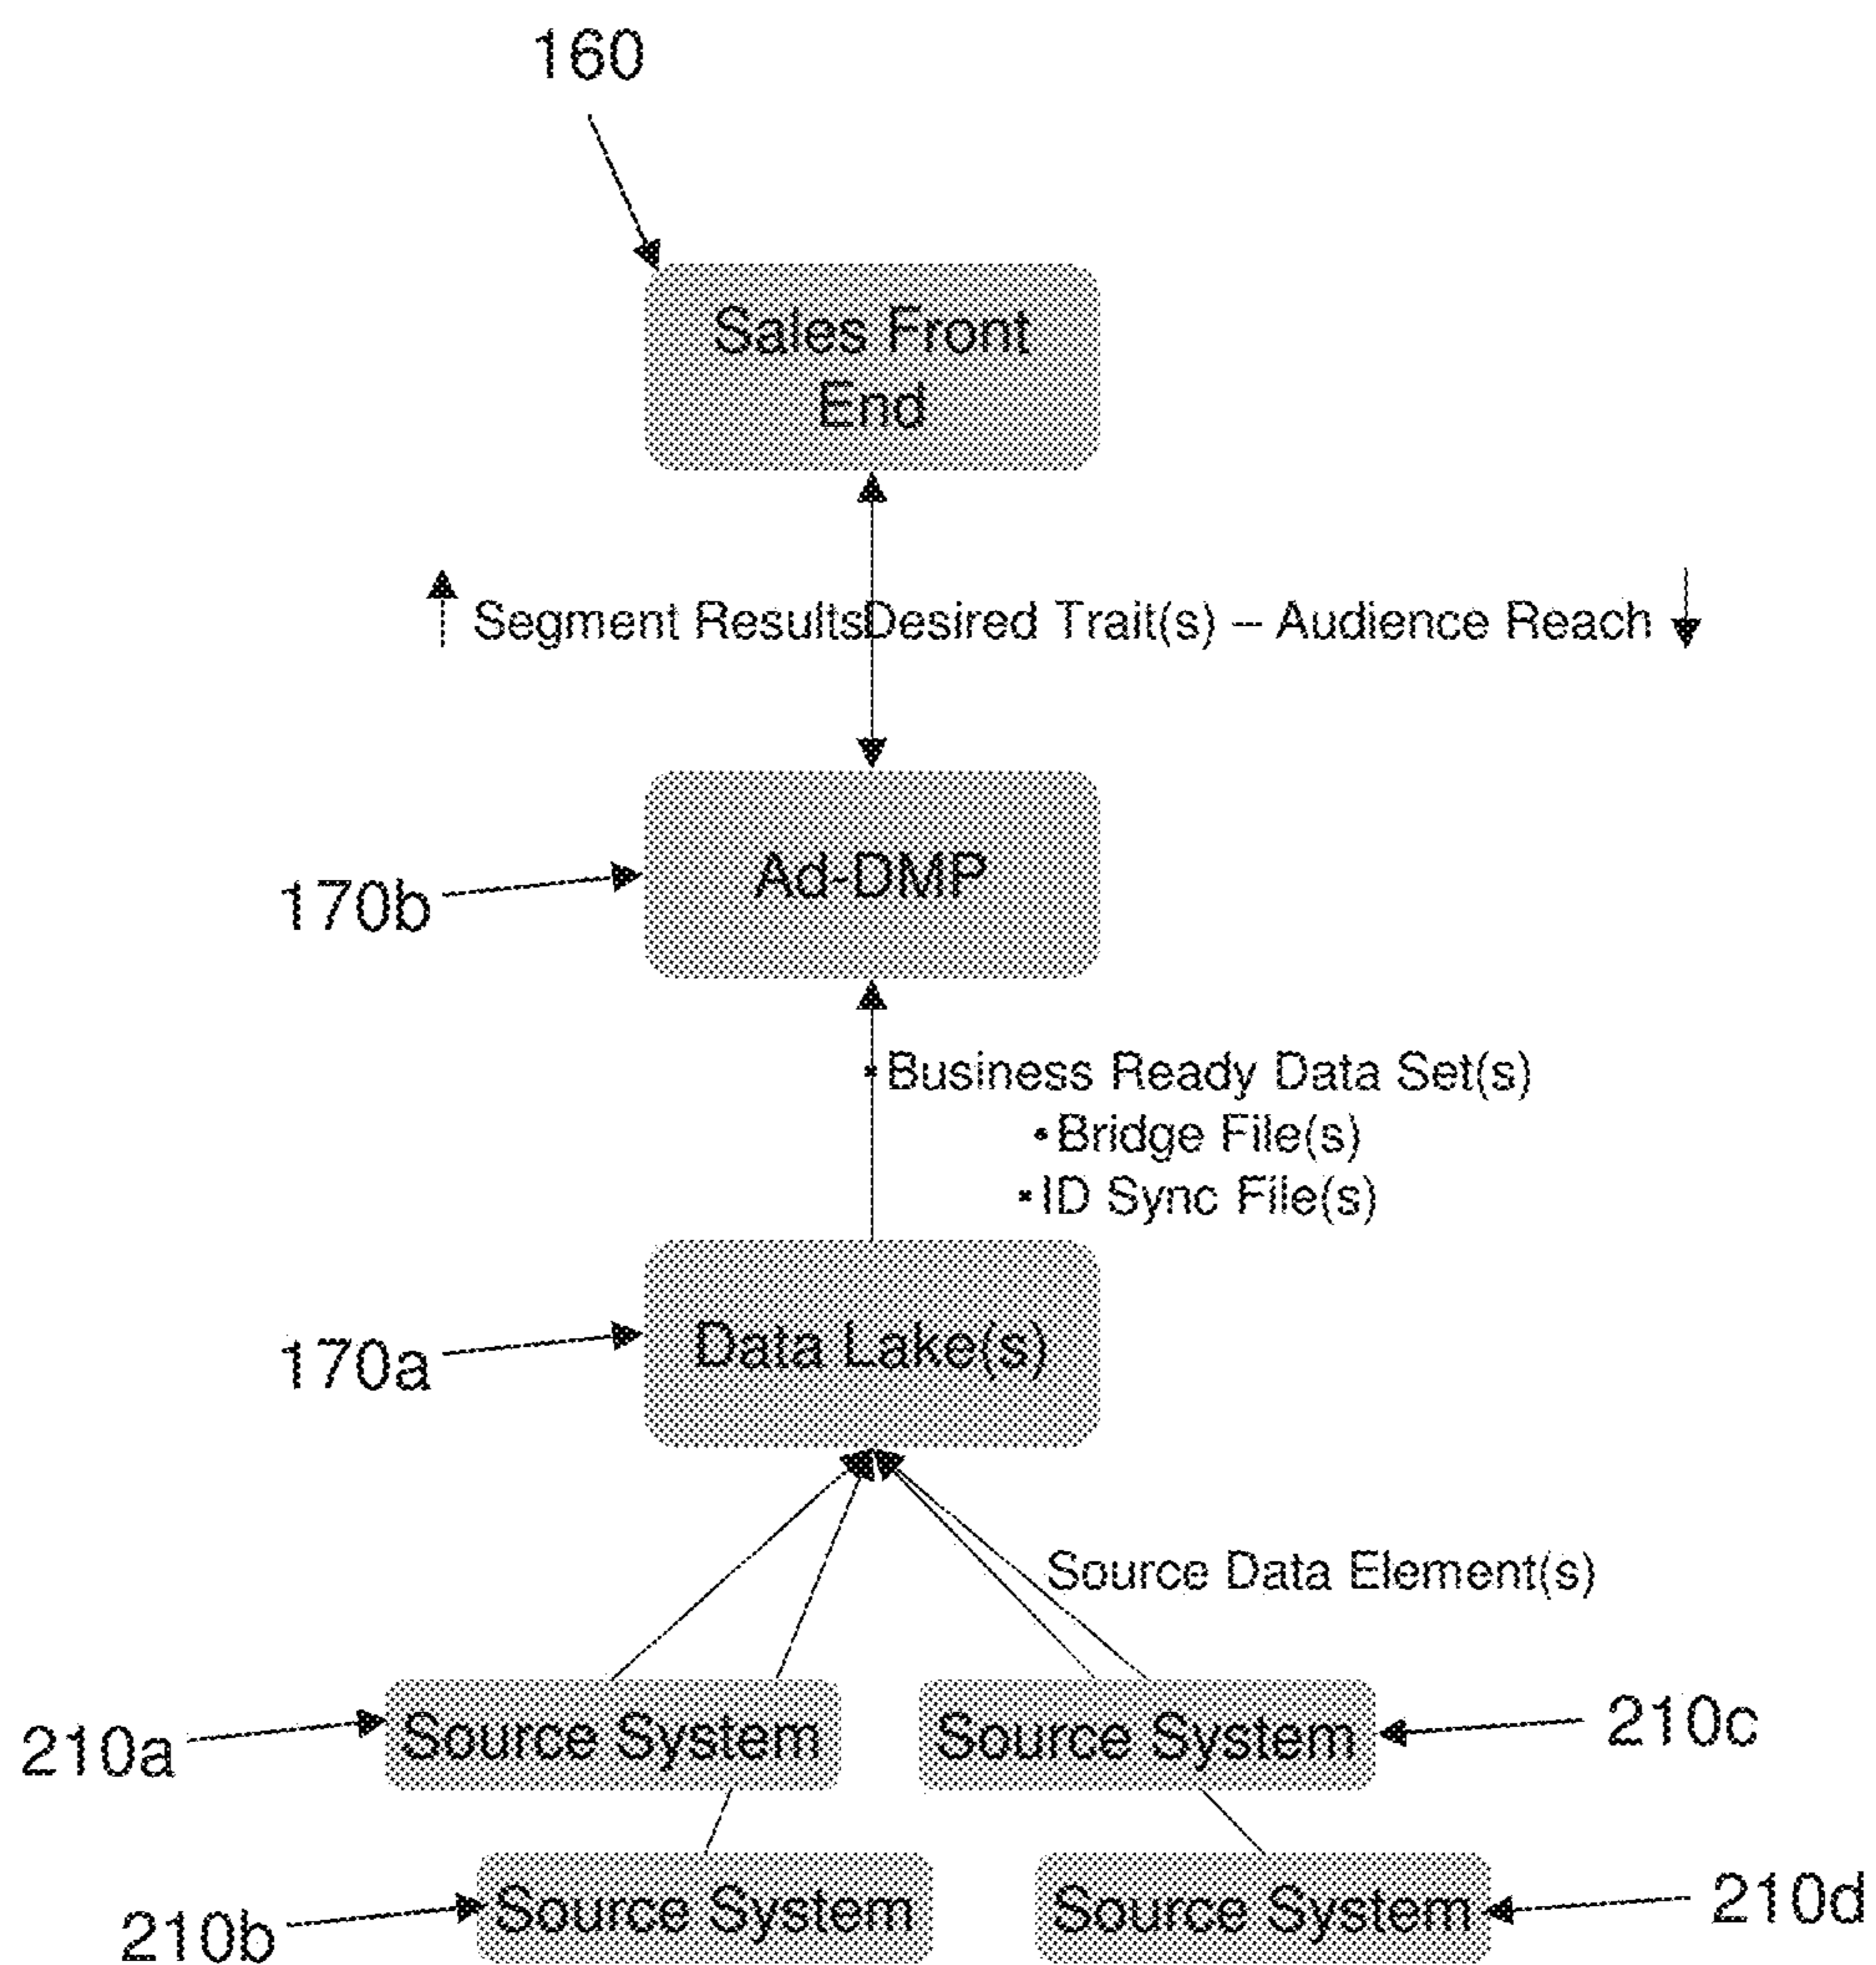 160
Sales Front
End
Segment Results
Desired Trait(s) – Audience Reach
170b
Ad-DMP
•Business Ready Data Set(s)
•Bridge File(s)
•ID Sync File(s)
170a
Data Lake(s)
Source Data Element(s)
210a
Source System
Source System
210c
210b
Source System
Source System
210d